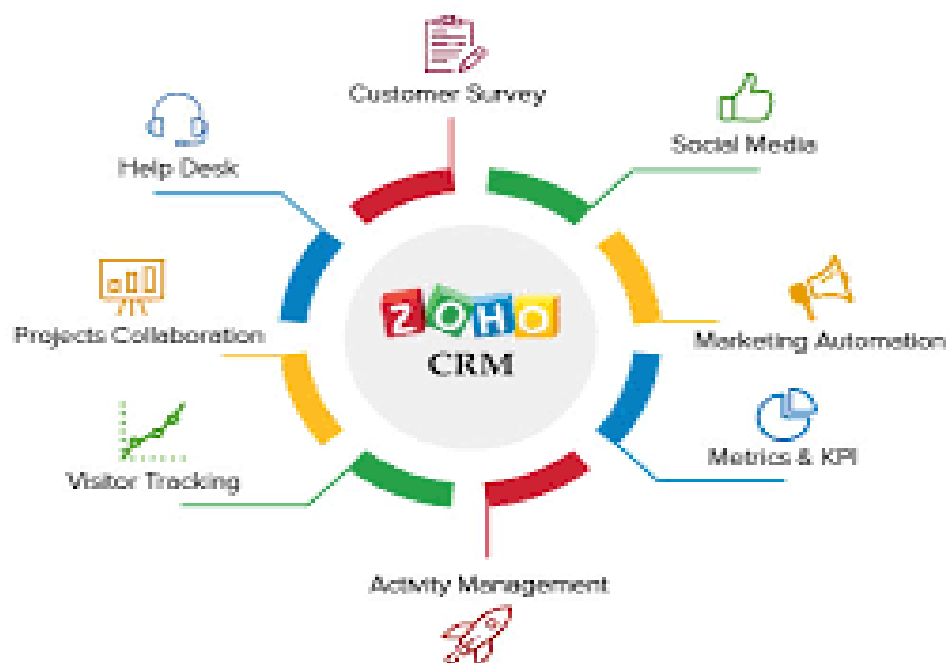 Customer Survey
Social Media
Help Desk
Projects Collaboration
Marketing Automation
ZOHO
CRM
Visitor Tracking
Metrics & KPI
Activity Management